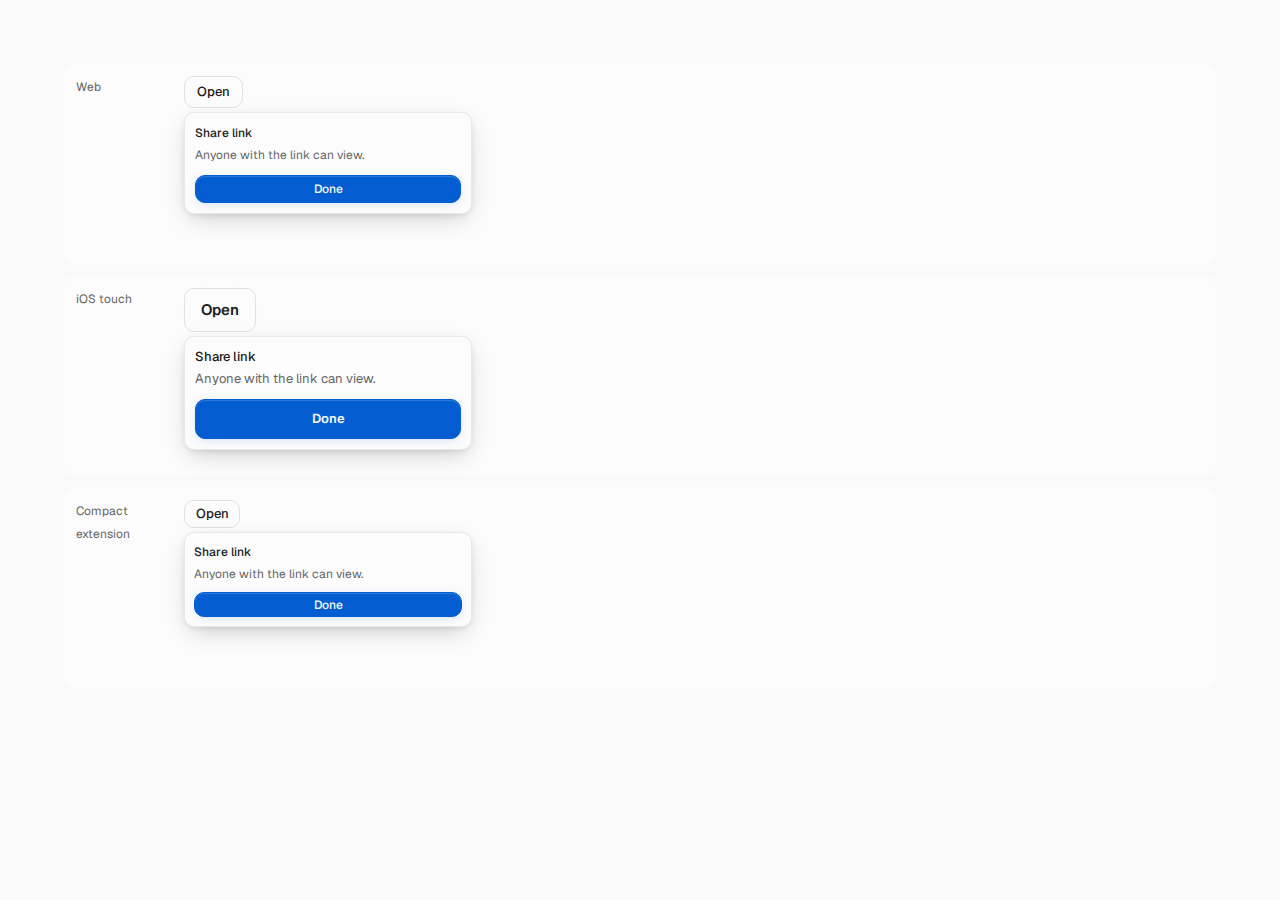 Web
Open
Share link
Anyone with the link can view.
Done
iOS touch
Open
Share link
Anyone with the link can view.
Done
Compact
extension
Open
Share link
Anyone with the link can view.
Done